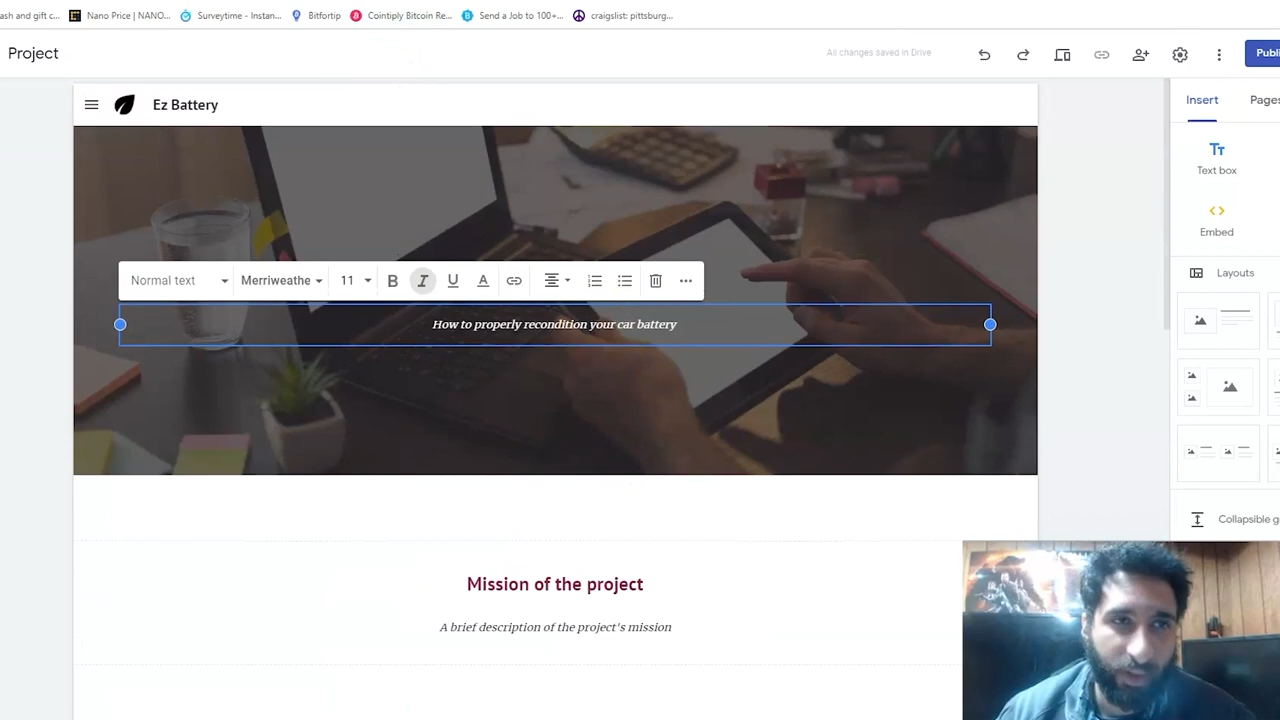 ash and gift c...
Nano Price | NANO...
Surveytime - Instan...
Bitfortip
Cointiply Bitcoin Re...
Send a Job to 100+...
craigslist: pittsburg...
Project
All changes saved in Drive
Publi
Ez Battery
Insert
Pages
Tt
Text box
Embed
Normal text
Merriweathe
11
B
I
U
A
How to properly recondition your car battery
Layouts
Collapsible g
Mission of the project
A brief description of the project's mission